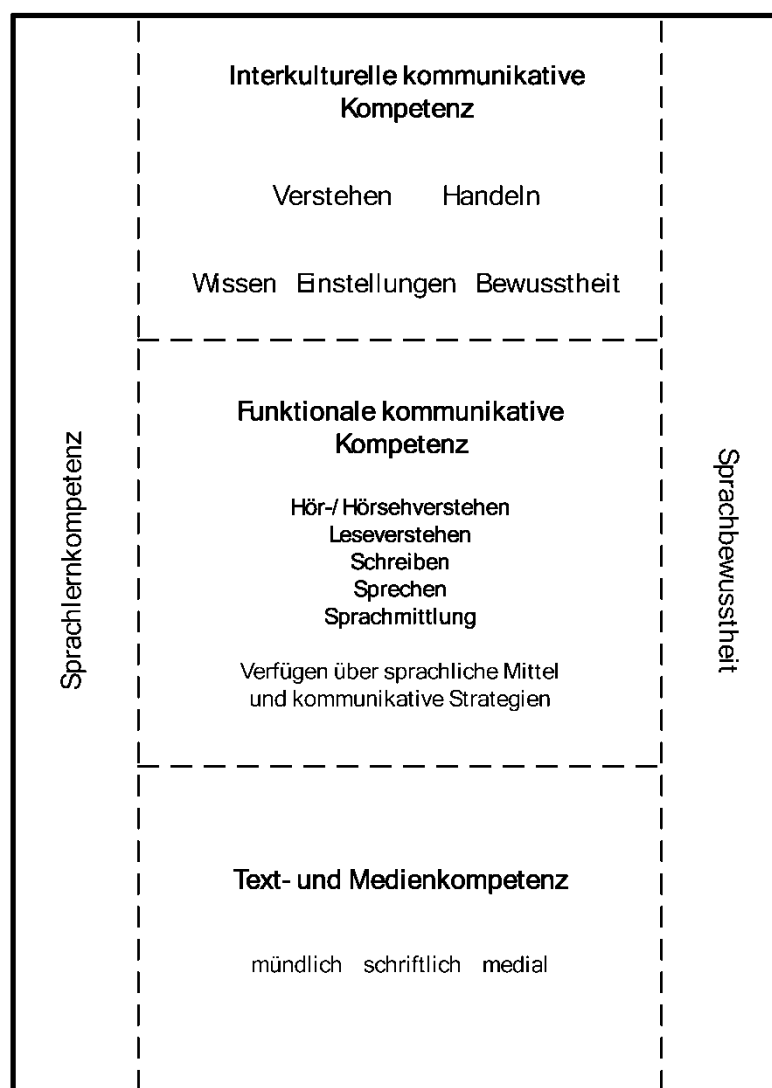 Interkulturelle kommunikative
Kompetenz
Verstehen Handeln
Wissen Einstellungen Bewusstheit
Sprachlernkompetenz
Funktionale kommunikative
Kompetenz
Hör-/ Hörsehverstehen
Leseverstehen
Schreiben
Sprechen
Sprachmittlung
Verfügen über sprachliche Mittel
und kommunikative Strategien
Sprachbewusstheit
Text- und Medienkompetenz
mündlich schriftlich medial